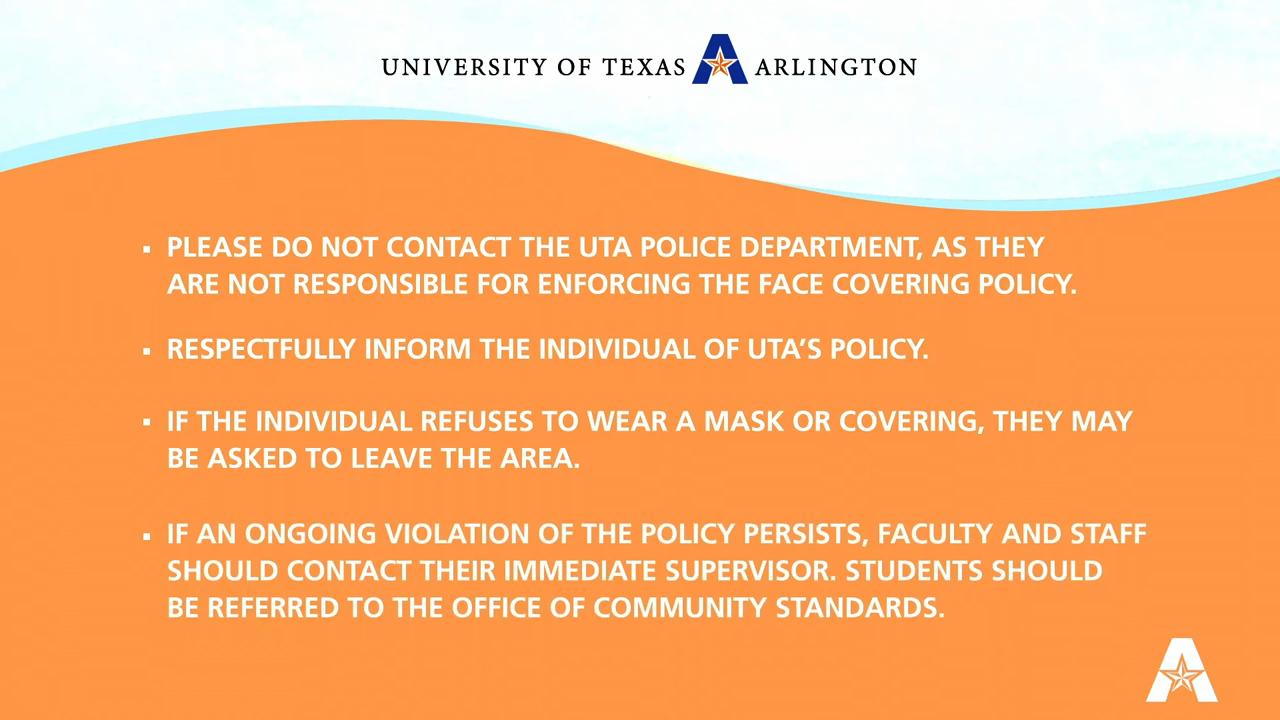 UNIVERSITY OF TEXAS A ARLINGTON
▪ PLEASE DO NOT CONTACT THE UTA POLICE DEPARTMENT, AS THEY
ARE NOT RESPONSIBLE FOR ENFORCING THE FACE COVERING POLICY.
▪ RESPECTFULLY INFORM THE INDIVIDUAL OF UTA’S POLICY.
▪ IF THE INDIVIDUAL REFUSES TO WEAR A MASK OR COVERING, THEY MAY
BE ASKED TO LEAVE THE AREA.
▪ IF AN ONGOING VIOLATION OF THE POLICY PERSISTS, FACULTY AND STAFF
SHOULD CONTACT THEIR IMMEDIATE SUPERVISOR. STUDENTS SHOULD
BE REFERRED TO THE OFFICE OF COMMUNITY STANDARDS.
A